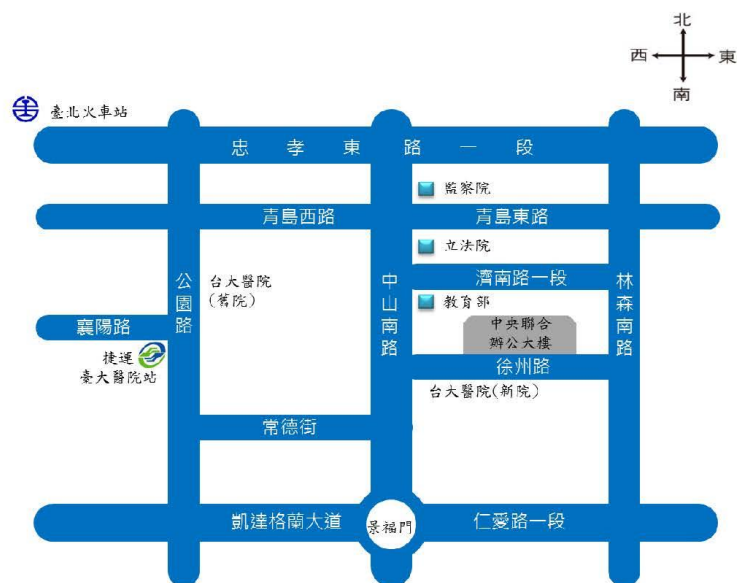 北
西 東
南
臺北火車站
忠孝東路一段
監察院
青島西路
青島東路
立法院
濟南路一段
公園路
台大醫院
(舊院)
中山南路
教育部
林森南路
襄陽路
中央聯合
辦公大樓
捷運
臺大醫院站
徐州路
台大醫院(新院)
常德街
凱達格蘭大道
景福門
仁愛路一段